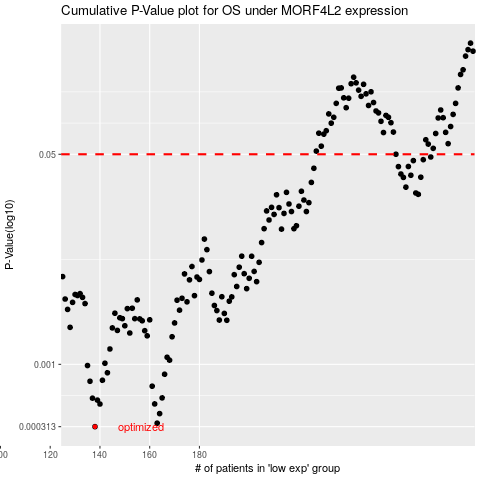 Cumulative P-Value plot for OS under MORF4L2 expression
P-Value(log10)
0.05
0.001
0.000313
optimized
00 120 140 160 180
# of patients in 'low exp' group